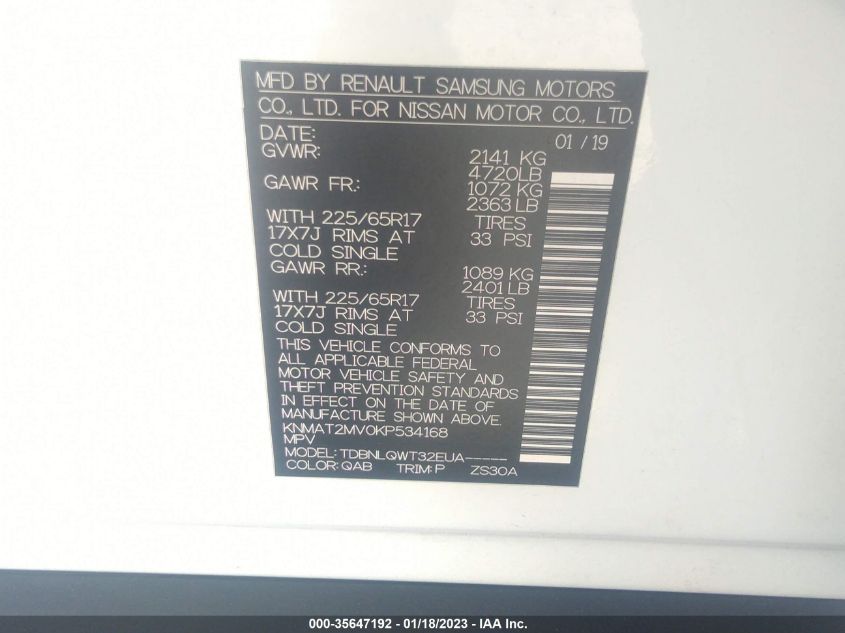 MFD BY RENAULT SAMSUNG MOTORS
CO., LTD. FOR NISSAN MOTOR CO., LTD.
DATE: 01 / 19
GVWR: 2141 KG
4720LB
GAWR FR.: 1072 KG
2363 LB
WITH 225/65R17 TIRES
17X7J RIMS AT 33 PSI
COLD SINGLE
GAWR RR.: 1089 KG
2401 LB
WITH 225/65R17 TIRES
17X7J RIMS AT 33 PSI
COLD SINGLE
THIS VEHICLE CONFORMS TO
ALL APPLICABLE FEDERAL
MOTOR VEHICLE SAFETY AND
THEFT PREVENTION STANDARDS
IN EFFECT ON THE DATE OF
MANUFACTURE SHOWN ABOVE.
KNMAT2MV0KP534168
MPV
MODEL: TDBNLQWT32EUA-----
COLOR: QAB TRIM: P ZS30A
000-35647192 - 01/18/2023 - IAA Inc.